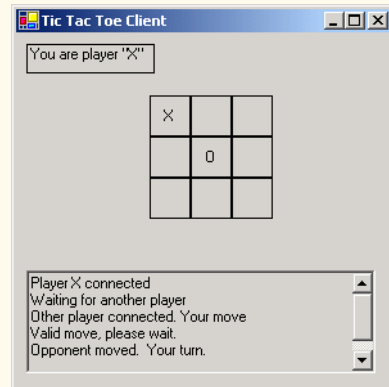 Tic Tac Toe Client
You are player "X"
X
O
Player X connected
Waiting for another player
Other player connected. Your move
Valid move, please wait.
Opponent moved.  Your turn.